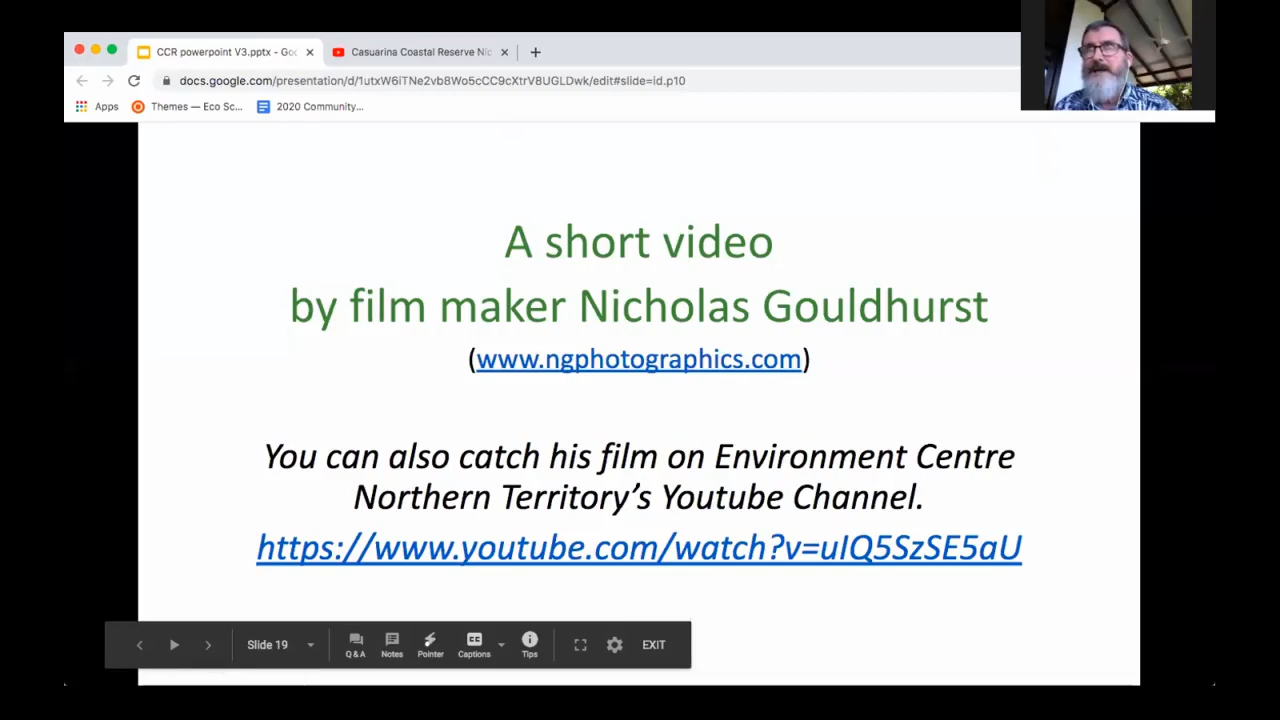 CCR powerpoint V3.pptx - Goo
Casuarina Coastal Reserve Nic
docs.google.com/presentation/d/1utxW6iTNe2vb8Wo5cCC9cXtrV8UGLDwk/edit#slide=id.p10
Apps
Themes — Eco Sc...
2020 Community...
A short video
by film maker Nicholas Gouldhurst
(www.ngphotographics.com)
You can also catch his film on Environment Centre
Northern Territory's Youtube Channel.
https://www.youtube.com/watch?v=uIQ5SzSE5aU
Slide 19
Q & A
Notes
Pointer
CC
Captions
Tips
EXIT